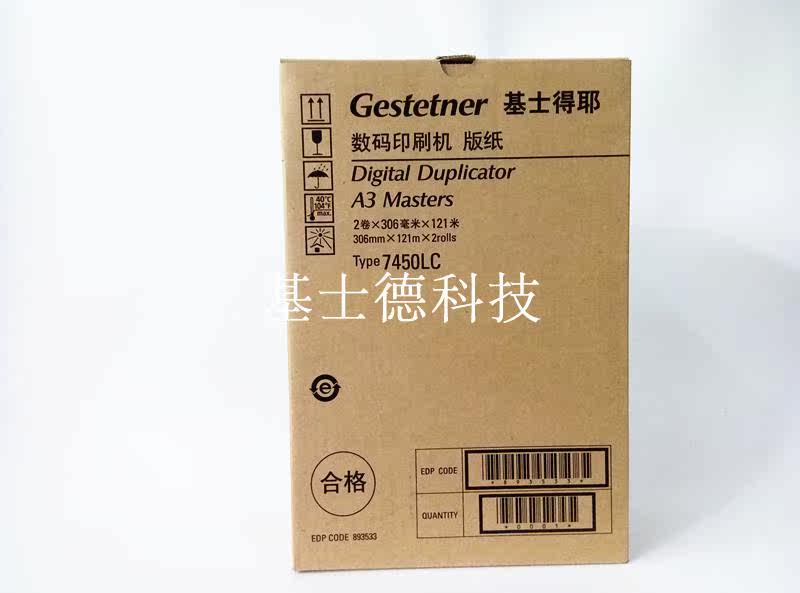 Gestetner 基士得耶
数码印刷机 版纸
Digital Duplicator
A3 Masters
40°C
104°F
max.
2卷×306毫米×121米
306mm×121m×2rolls
Type 7450LC
基士德科技
e
合格
EDP CODE
*893533*
QUANTITY
*0001*
EDP CODE 893533